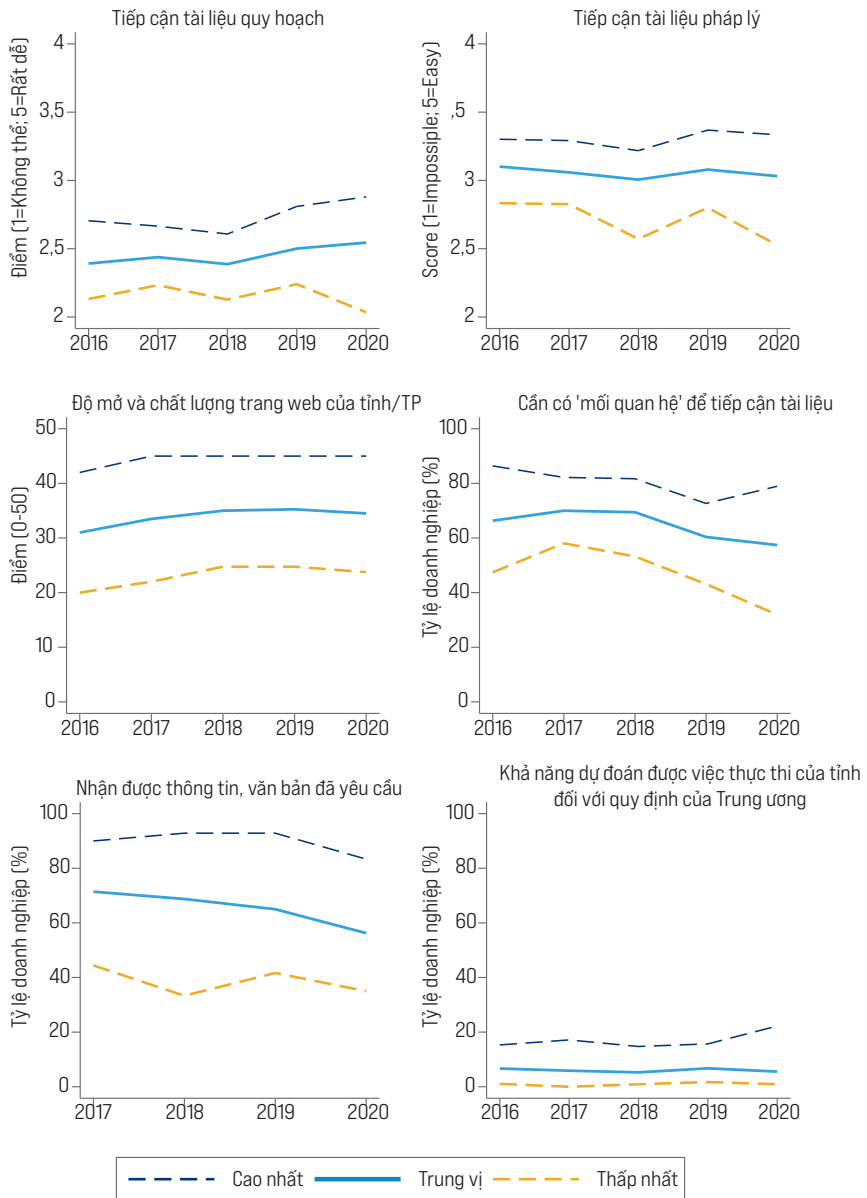 Tiếp cận tài liệu quy hoạch
Điểm (1=Không thể; 5=Rất dễ)
4
3,5
3
2,5
2
2016 2017 2018 2019 2020
Tiếp cận tài liệu pháp lý
Score (1=Impossiple; 5=Easy)
4
,5
3
2,5
2
2016 2017 2018 2019 2020
Độ mở và chất lượng trang web của tỉnh/TP
Điểm (0-50)
50
40
30
20
10
0
2016 2017 2018 2019 2020
Cần có 'mối quan hệ' để tiếp cận tài liệu
Tỷ lệ doanh nghiệp (%)
100
80
60
40
20
0
2016 2017 2018 2019 2020
Nhận được thông tin, văn bản đã yêu cầu
Tỷ lệ doanh nghiệp (%)
100
80
60
40
20
0
2017 2018 2019 2020
Khả năng dự đoán được việc thực thi của tỉnh
đối với quy định của Trung ương
Tỷ lệ doanh nghiệp (%)
100
80
60
40
20
0
2016 2017 2018 2019 2020
Cao nhất Trung vị Thấp nhất